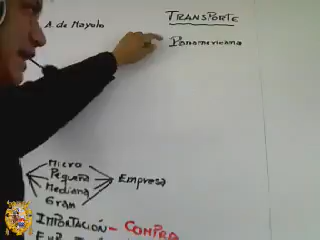 A. de Mayolo
TRANSPORTE
Panamericana
Micro
Pequeña
Mediana
Gran
Empresa
IMPORTACIÓN - COMPRA